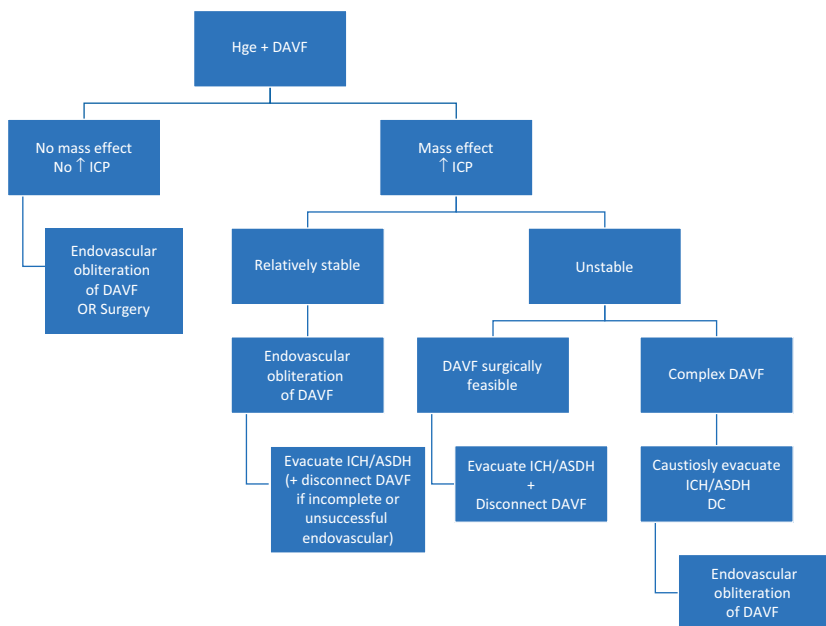 Hge + DAVF
No mass effect
No ↑ ICP
Mass effect
↑ ICP
Endovascular
obliteration
of DAVF
OR Surgery
Relatively stable
Unstable
Endovascular
obliteration
of DAVF
DAVF surgically
feasible
Complex DAVF
Evacuate ICH/ASDH
(+ disconnect DAVF
if incomplete or
unsuccessful
endovascular)
Evacuate ICH/ASDH
+
Disconnect DAVF
Caustiosly evacuate
ICH/ASDH
DC
Endovascular
obliteration
of DAVF